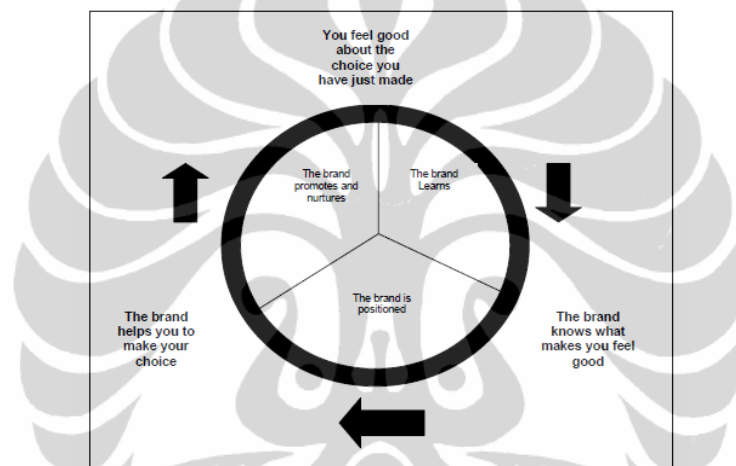 You feel good
about the
choice you
have just made
The brand
promotes and
nurtures
The brand
Learns
The brand is
positioned
The brand
helps you to
make your
choice
The brand
knows what
makes you feel
good